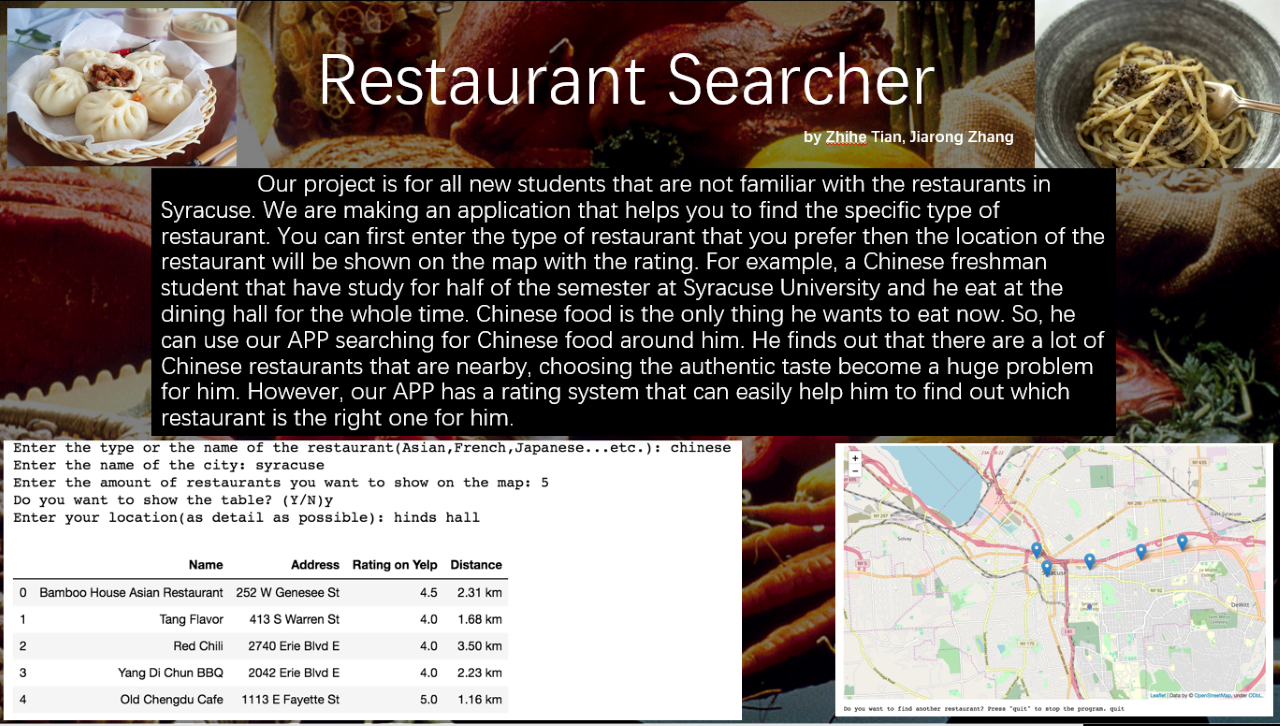 Restaurant Searcher
by Zhihe Tian, Jiarong Zhang
Our project is for all new students that are not familiar with the restaurants in
Syracuse. We are making an application that helps you to find the specific type of
restaurant. You can first enter the type of restaurant that you prefer then the location of the
restaurant will be shown on the map with the rating. For example, a Chinese freshman
student that have study for half of the semester at Syracuse University and he eat at the
dining hall for the whole time. Chinese food is the only thing he wants to eat now. So, he
can use our APP searching for Chinese food around him. He finds out that there are a lot of
Chinese restaurants that are nearby, choosing the authentic taste become a huge problem
for him. However, our APP has a rating system that can easily help him to find out which
restaurant is the right one for him.
Enter the type or the name of the restaurant(Asian,French,Japanese...etc.): chinese
Enter the name of the city: syracuse
Enter the amount of restaurants you want to show on the map: 5
Do you want to show the table? (Y/N)y
Enter your location(as detail as possible): hinds hall
Name Address Rating on Yelp Distance
0 Bamboo House Asian Restaurant 252 W Genesee St 4.5 2.31 km
1 Tang Flavor 413 S Warren St 4.0 1.68 km
2 Red Chili 2740 Erie Blvd E 4.0 3.50 km
3 Yang Di Chun BBQ 2042 Erie Blvd E 4.0 2.23 km
4 Old Chengdu Cafe 1113 E Fayette St 5.0 1.16 km
+
−
Solvay
East Syracuse
DeWitt
Leaflet | Data by © OpenStreetMap, under ODbL.
Do you want to find another restaurant? Press "quit" to stop the program. quit